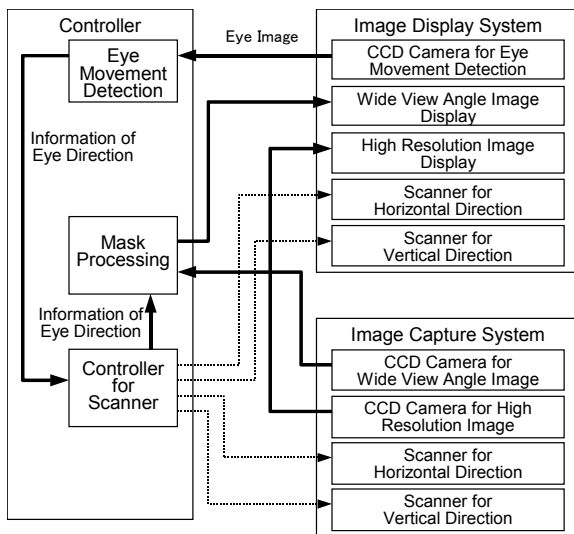 Controller
Eye
Movement
Detection
Information of
Eye Direction
Mask
Processing
Information of
Eye Direction
Controller
for
Scanner
Eye Image
Image Display System
CCD Camera for Eye
Movement Detection
Wide View Angle Image
Display
High Resolution Image
Display
Scanner for
Horizontal Direction
Scanner for
Vertical Direction
Image Capture System
CCD Camera for
Wide View Angle Image
CCD Camera for High
Resolution Image
Scanner for
Horizontal Direction
Scanner for
Vertical Direction